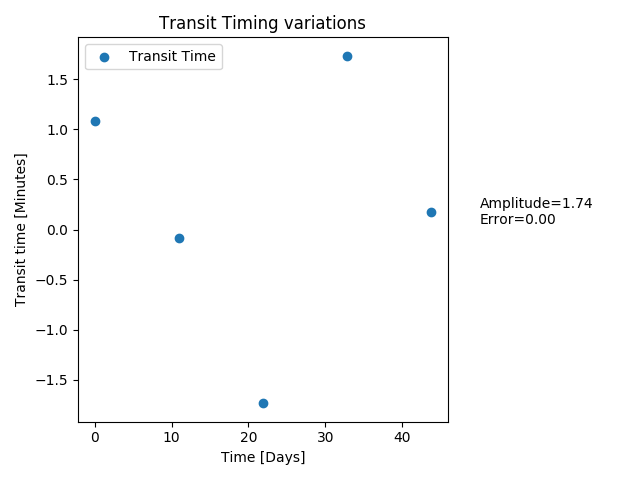 Transit Timing variations
Transit Time
1.5
1.0
0.5
0.0
−0.5
−1.0
−1.5
Transit time [Minutes]
0
10
20
30
40
Time [Days]
Amplitude=1.74
Error=0.00